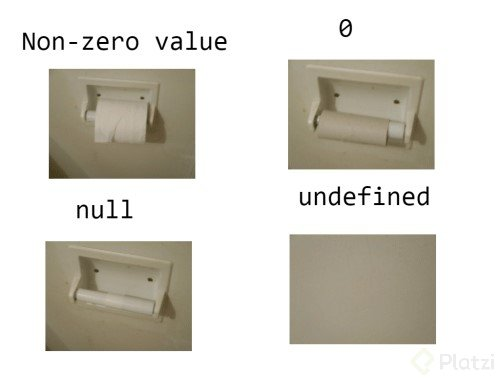 Non-zero value
0
null
undefined
Platzi